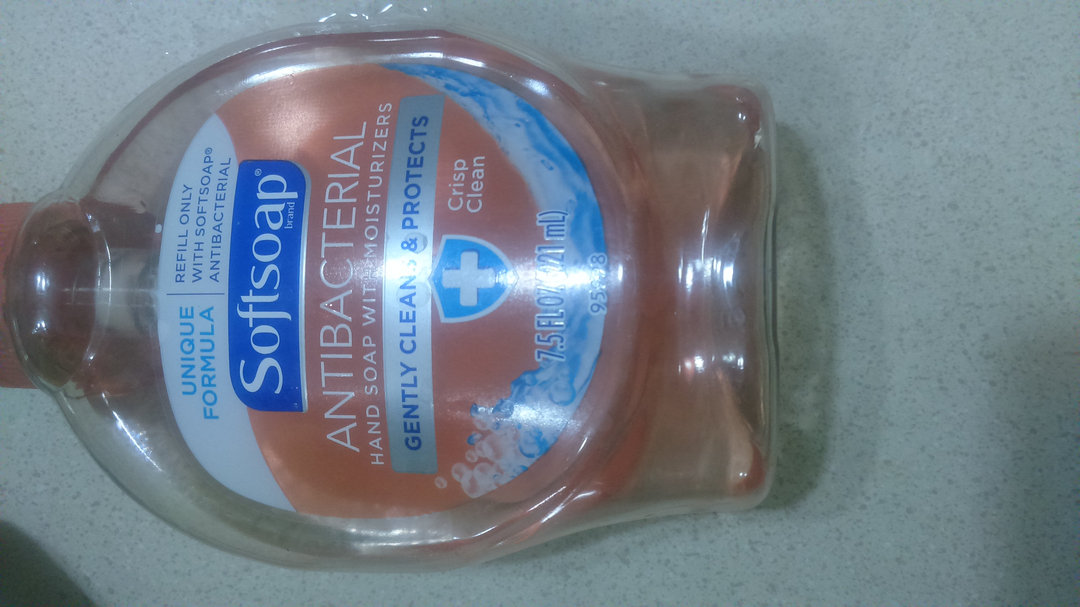 UNIQUE
FORMULA
REFILL ONLY
WITH SOFTSOAP®
ANTIBACTERIAL
Softsoap®
brand
ANTIBACTERIAL
HAND SOAP WITH MOISTURIZERS
GENTLY CLEANS & PROTECTS
Crisp
Clean
7.5 FL OZ (221 mL)